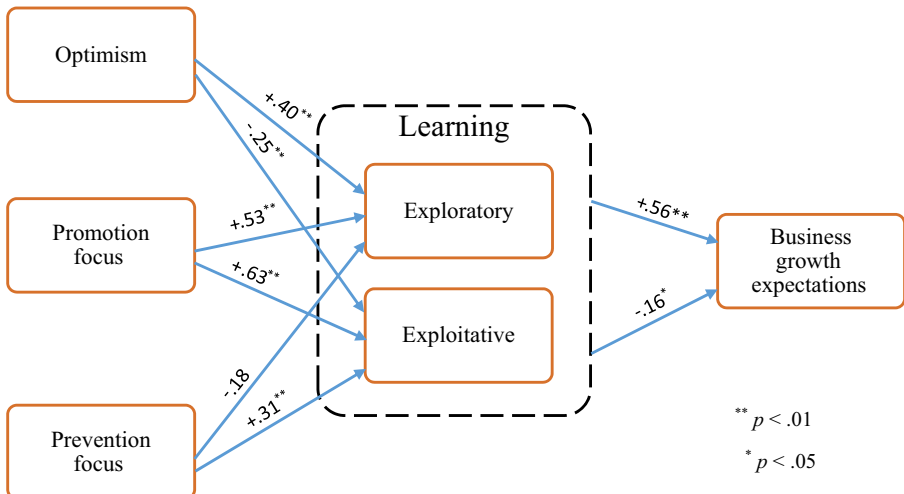 Optimism
+.40**
-.25**
Learning
Exploratory
Promotion
focus
+.53**
+.63**
+.56**
Business
growth
expectations
Exploitative
-.16*
-.18
+.31**
Prevention
focus
** p < .01
* p < .05